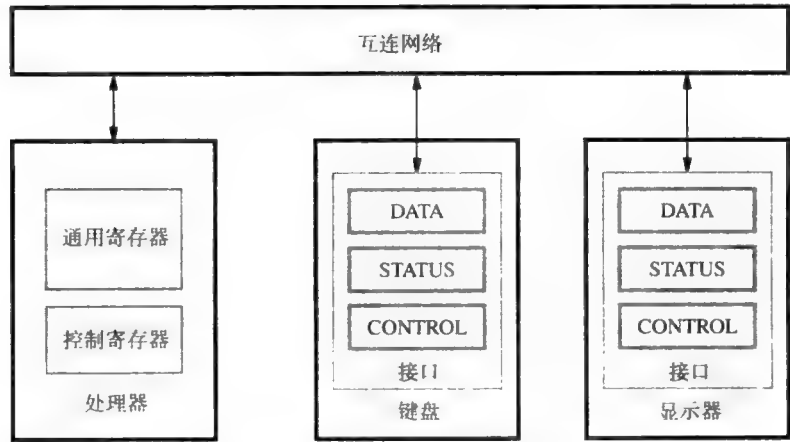 互连网络
通用寄存器
控制寄存器
处理器
DATA
STATUS
CONTROL
接口
键盘
DATA
STATUS
CONTROL
接口
显示器